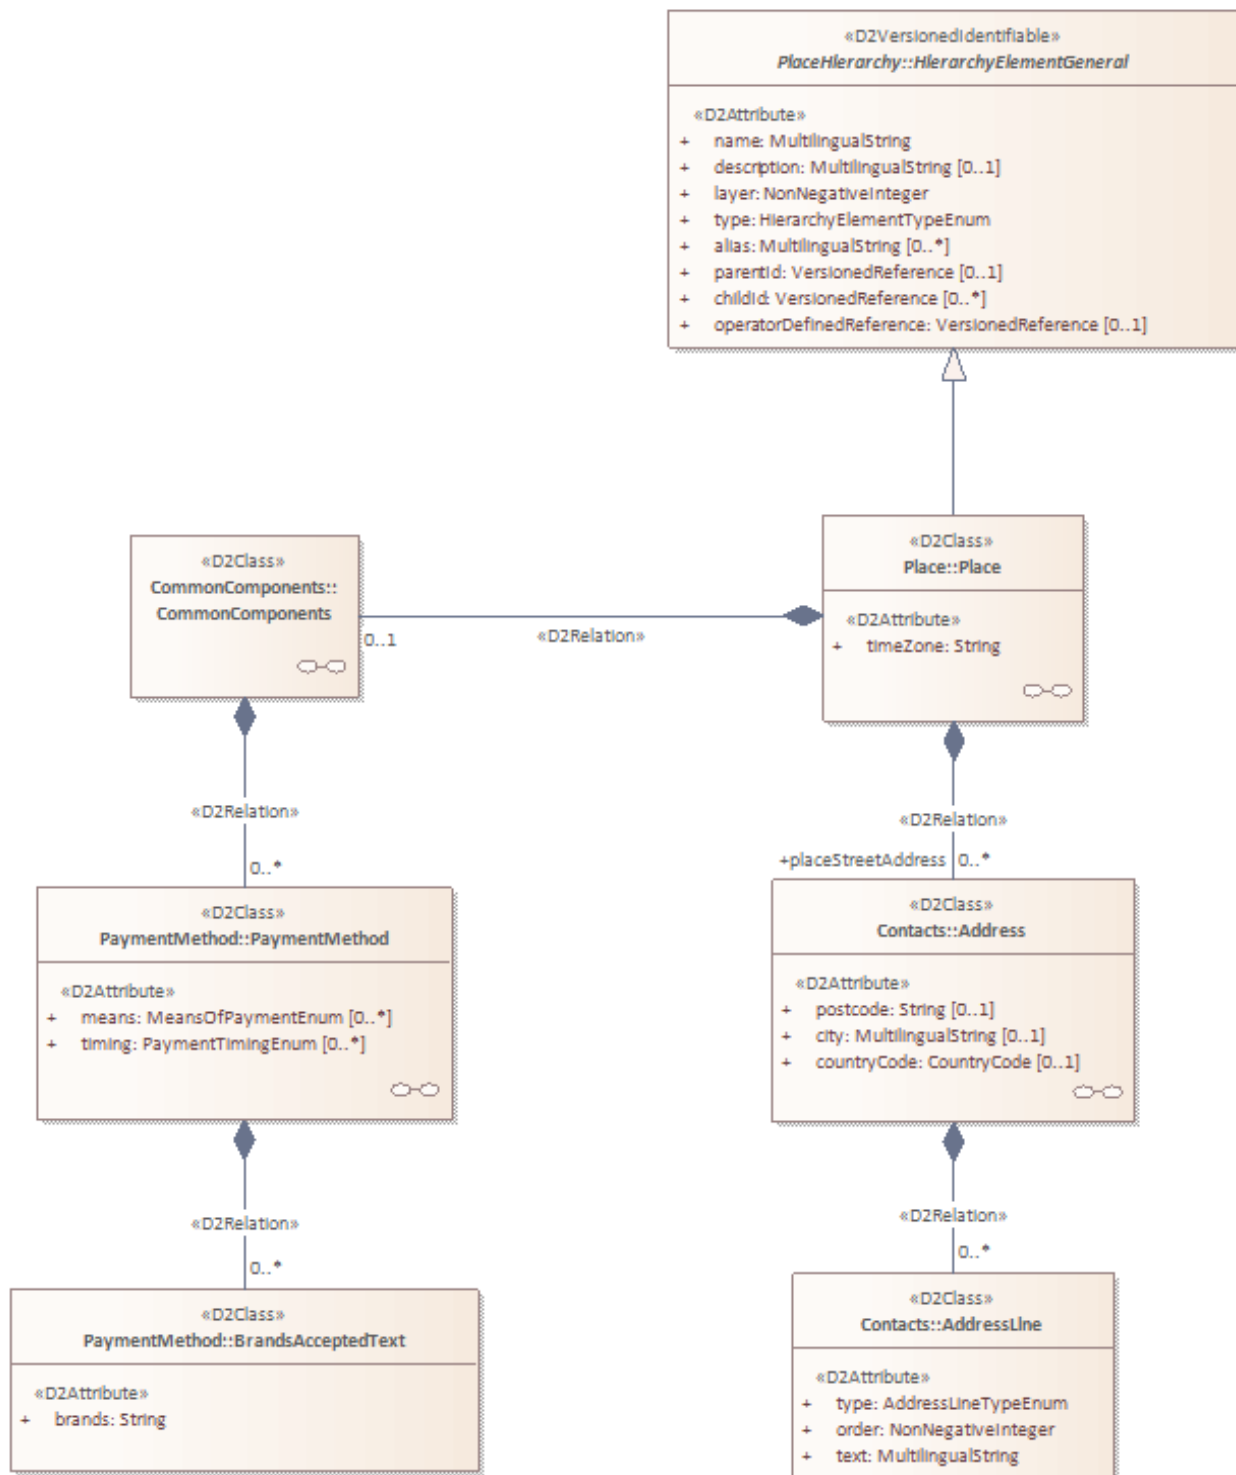 «D2VersionedIdentifiable»
PlaceHierarchy::HierarchyElementGeneral
«D2Attribute»
+ name: MultilingualString
+ description: MultilingualString [0..1]
+ layer: NonNegativeInteger
+ type: HierarchyElementTypeEnum
+ alias: MultilingualString [0..*]
+ parentId: VersionedReference [0..1]
+ childId: VersionedReference [0..*]
+ operatorDefinedReference: VersionedReference [0..1]
«D2Class»
CommonComponents::
CommonComponents
0..1
«D2Relation»
«D2Class»
Place::Place
«D2Attribute»
+ timeZone: String
«D2Relation»
0..*
«D2Relation»
+placeStreetAddress 0..*
«D2Class»
PaymentMethod::PaymentMethod
«D2Attribute»
+ means: MeansOfPaymentEnum [0..*]
+ timing: PaymentTimingEnum [0..*]
«D2Class»
Contacts::Address
«D2Attribute»
+ postcode: String [0..1]
+ city: MultilingualString [0..1]
+ countryCode: CountryCode [0..1]
«D2Relation»
0..*
«D2Relation»
0..*
«D2Class»
PaymentMethod::BrandsAcceptedText
«D2Attribute»
+ brands: String
«D2Class»
Contacts::AddressLine
«D2Attribute»
+ type: AddressLineTypeEnum
+ order: NonNegativeInteger
+ text: MultilingualString